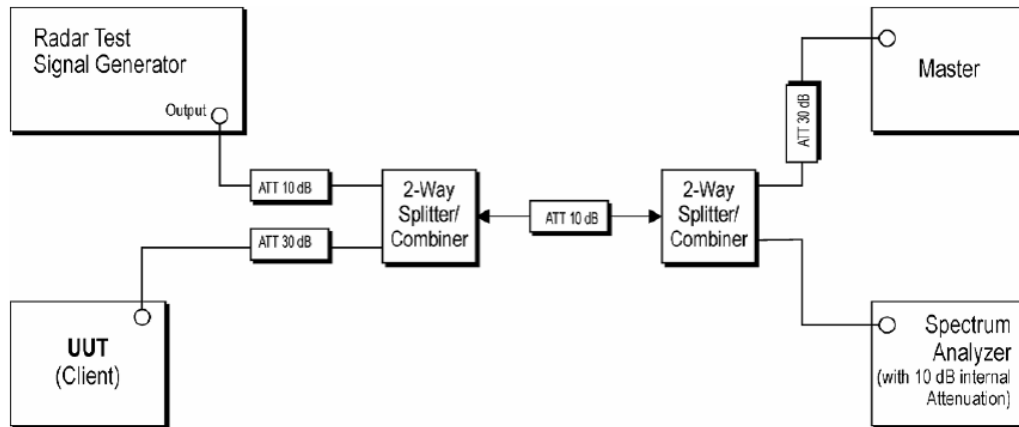 Radar Test
Signal Generator
Output
ATT 10 dB
ATT 30 dB
2-Way
Splitter/
Combiner
ATT 10 dB
2-Way
Splitter/
Combiner
ATT 30 dB
Master
UUT
(Client)
Spectrum
Analyzer
(with 10 dB internal
Attenuation)